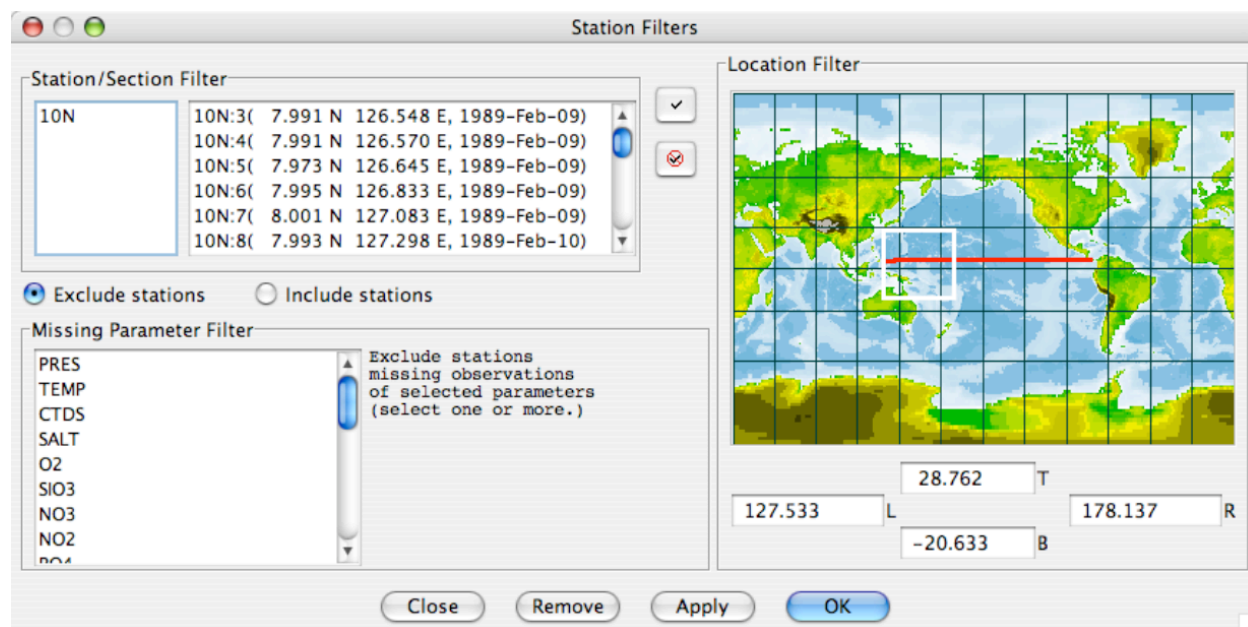 Station Filters
Station/Section Filter
10N
10N:3( 7.991 N 126.548 E, 1989-Feb-09)
10N:4( 7.991 N 126.570 E, 1989-Feb-09)
10N:5( 7.973 N 126.645 E, 1989-Feb-09)
10N:6( 7.995 N 126.833 E, 1989-Feb-09)
10N:7( 8.001 N 127.083 E, 1989-Feb-09)
10N:8( 7.993 N 127.298 E, 1989-Feb-10)
Exclude stations
Include stations
Missing Parameter Filter
PRES
TEMP
CTDS
SALT
O2
SIO3
NO3
NO2
PO4
Exclude stations
missing observations
of selected parameters
(select one or more.)
Location Filter
28.762 T
127.533 L
178.137 R
-20.633 B
Close
Remove
Apply
OK